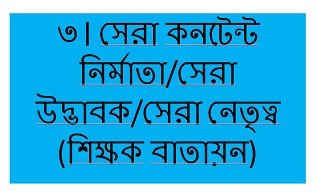 ৩। সেরা কনটেন্ট
নির্মাতা/সেরা
উদ্ভাবক/সেরা নেতৃত্ব
(শিক্ষক বাতায়ন)